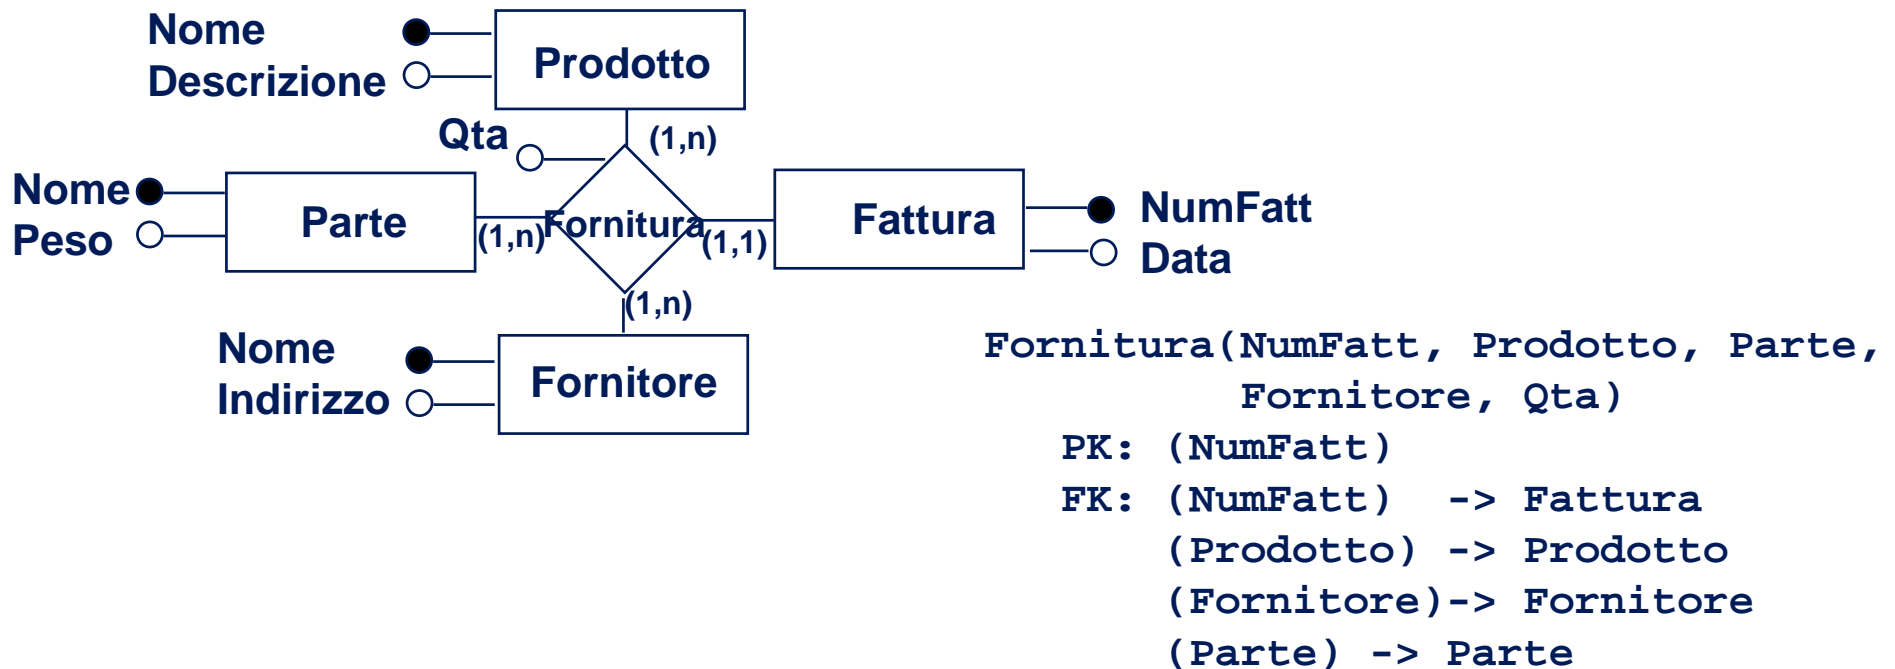 Nome
Descrizione
Prodotto
Qta
(1,n)
Nome
Peso
Parte
(1,n)
Fornitura
(1,1)
Fattura
NumFatt
Data
(1,n)
Nome
Indirizzo
Fornitore
Fornitura(NumFatt, Prodotto, Parte,
Fornitore, Qta)
PK: (NumFatt)
FK: (NumFatt) -> Fattura
(Prodotto) -> Prodotto
(Fornitore)-> Fornitore
(Parte) -> Parte